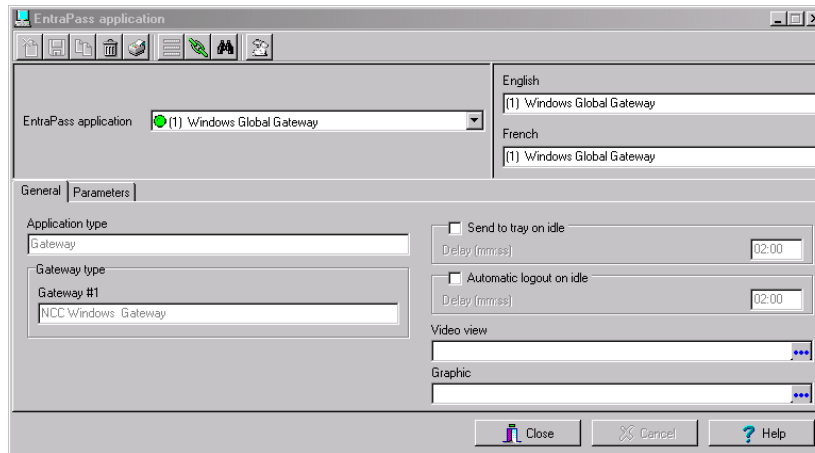 EntraPass application
English
(1) Windows Global Gateway
EntraPass application
(1) Windows Global Gateway
French
(1) Windows Global Gateway
General
Parameters
Application type
Gateway
Gateway type
Gateway #1
NCC Windows Gateway
Send to tray on idle
Delay (mm:ss)
02:00
Automatic logout on idle
Delay (mm:ss)
02:00
Video view
Graphic
Close
Cancel
Help